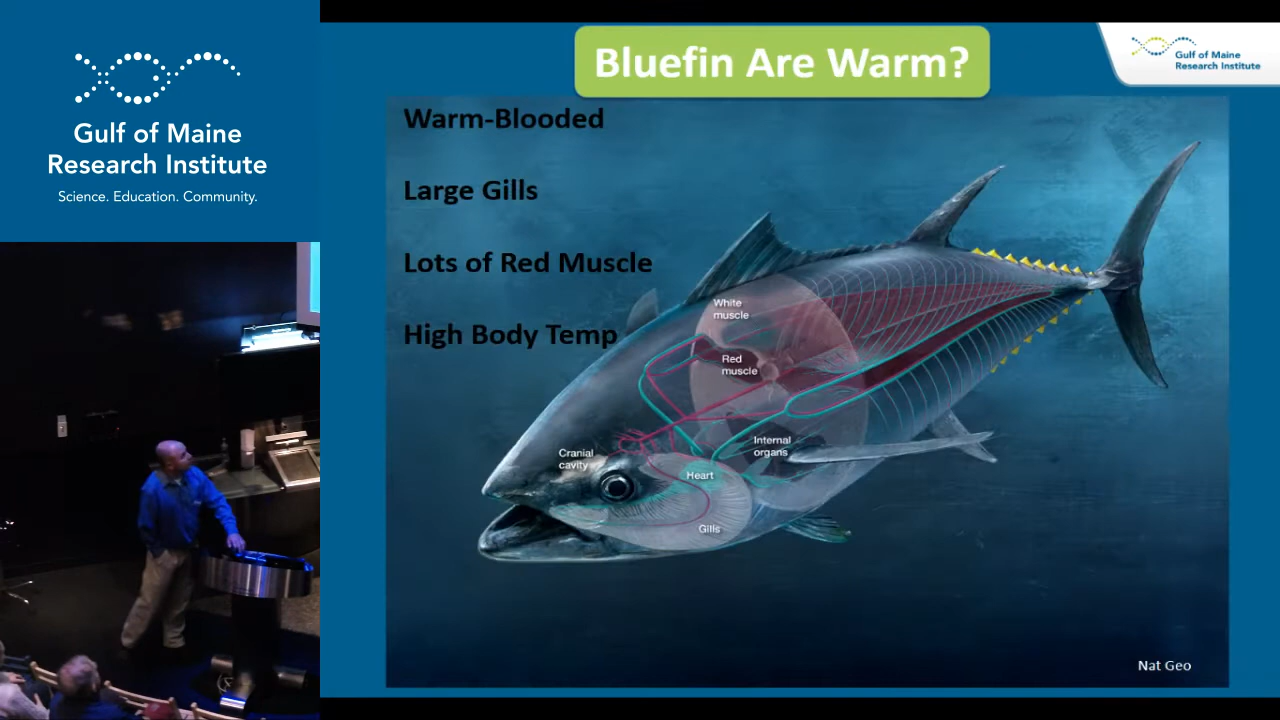 Gulf of Maine
Research Institute
Science. Education. Community.
Bluefin Are Warm?
Gulf of Maine
Research Institute
Warm-Blooded
Large Gills
Lots of Red Muscle
High Body Temp
White
muscle
Red
muscle
Cranial
cavity
Internal
organs
Heart
Gills
Nat Geo